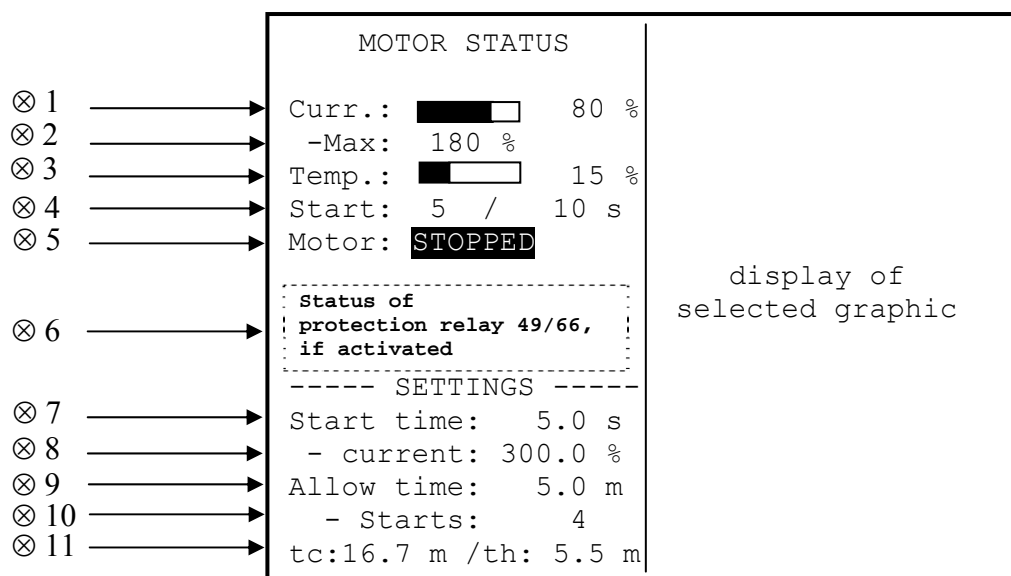 MOTOR STATUS
⊗ 1 Curr.: 80 %
⊗ 2 -Max: 180 %
⊗ 3 Temp.: 15 %
⊗ 4 Start: 5 / 10 s
⊗ 5 Motor: STOPPED
display of
selected graphic
Status of
⊗ 6 protection relay 49/66,
if activated
----- SETTINGS -----
⊗ 7 Start time: 5.0 s
⊗ 8 - current: 300.0 %
⊗ 9 Allow time: 5.0 m
⊗ 10 - Starts: 4
⊗ 11 tc:16.7 m /th: 5.5 m